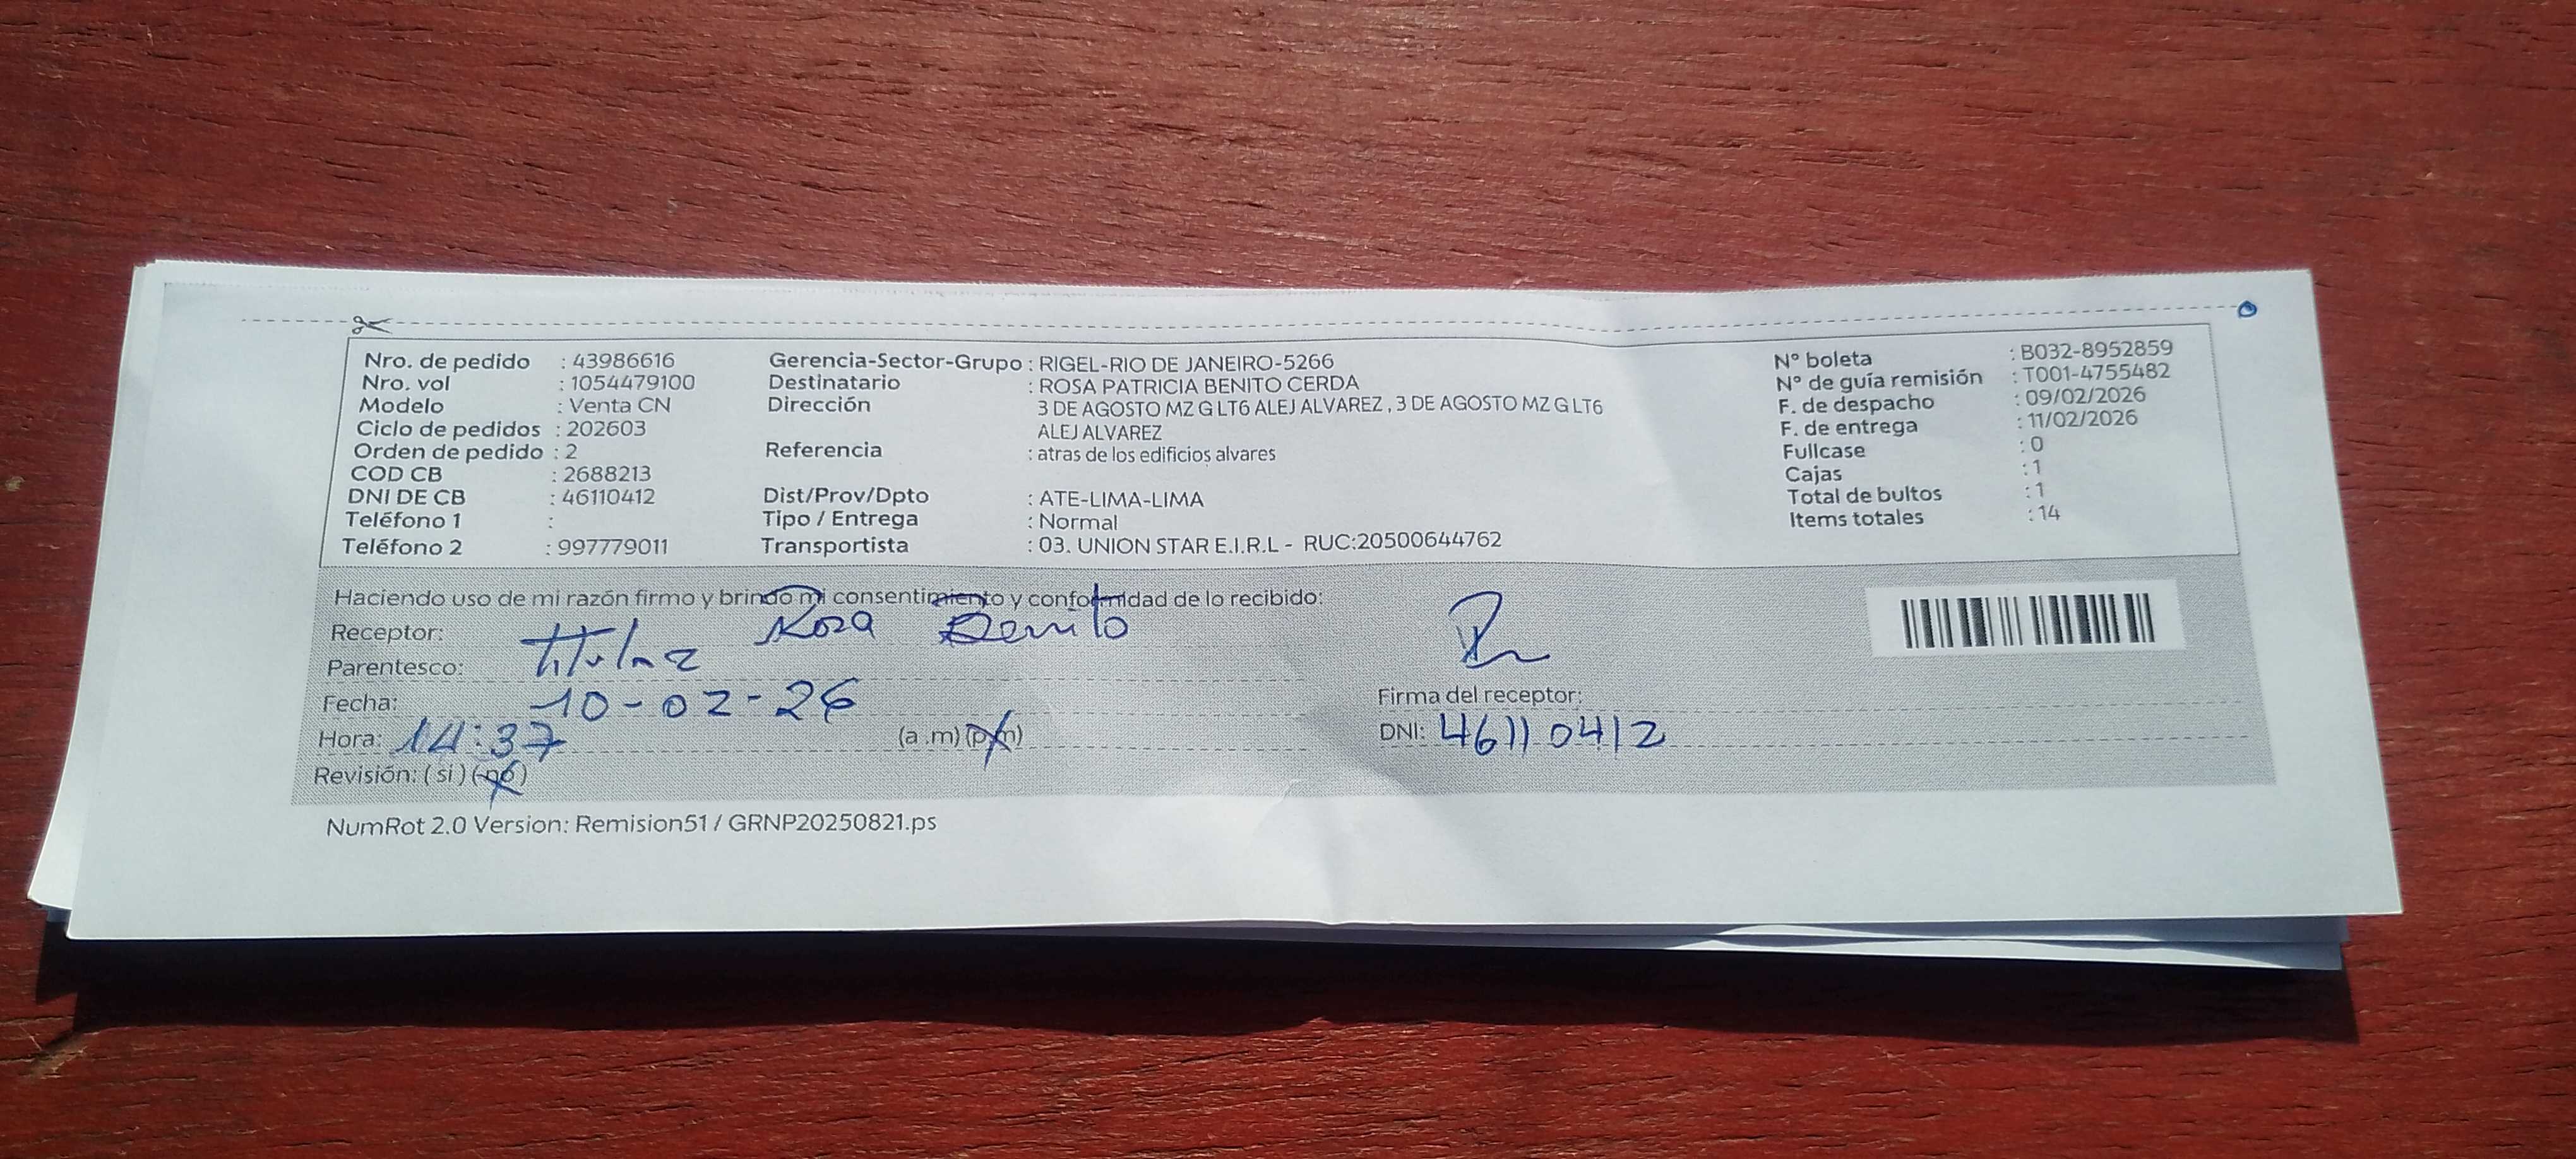 Nro. de pedido : 43986616
Nro. vol : 1054479100
Modelo : Venta CN
Ciclo de pedidos : 202603
Orden de pedido : 2
COD CB : 2688213
DNI DE CB : 46110412
Teléfono 1 :
Teléfono 2 : 997779011
Gerencia-Sector-Grupo : RIGEL-RIO DE JANEIRO-5266
Destinatario : ROSA PATRICIA BENITO CERDA
Dirección 3 DE AGOSTO MZ G LT6 ALEJ ALVAREZ , 3 DE AGOSTO MZ G LT6
ALEJ ALVAREZ
Referencia : atras de los edificios alvares
Dist/Prov/Dpto : ATE-LIMA-LIMA
Tipo / Entrega : Normal
Transportista : 03. UNION STAR E.I.R.L - RUC:20500644762
N° boleta : B032-8952859
N° de guía remisión : T001-4755482
F. de despacho : 09/02/2026
F. de entrega : 11/02/2026
Fullcase : 0
Cajas : 1
Total de bultos : 1
Items totales : 14
Haciendo uso de mi razón firmo y brindo mi consentimiento y conformidad de lo recibido:
Receptor: Rosa Benito
Parentesco: titular
Fecha: 10-02-26
Hora: 14:37 (a .m) (p.m)
Revisión: ( si ) ( no )
Firma del receptor:
DNI: 46110412
NumRot 2.0 Version: Remision51 / GRNP20250821.ps